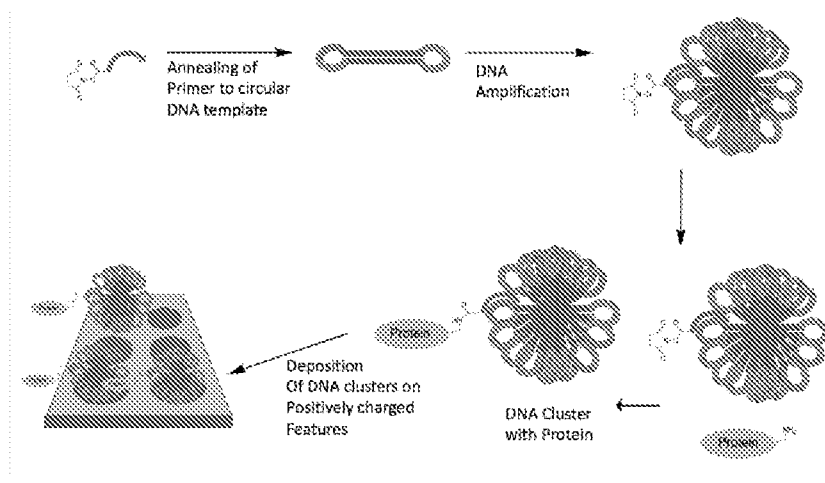 Annealing of
Primer to circular
DNA template
DNA
Amplification
Protein
Deposition
Of DNA clusters on
Positively charged
Features
DNA Cluster
with Protein
Protein